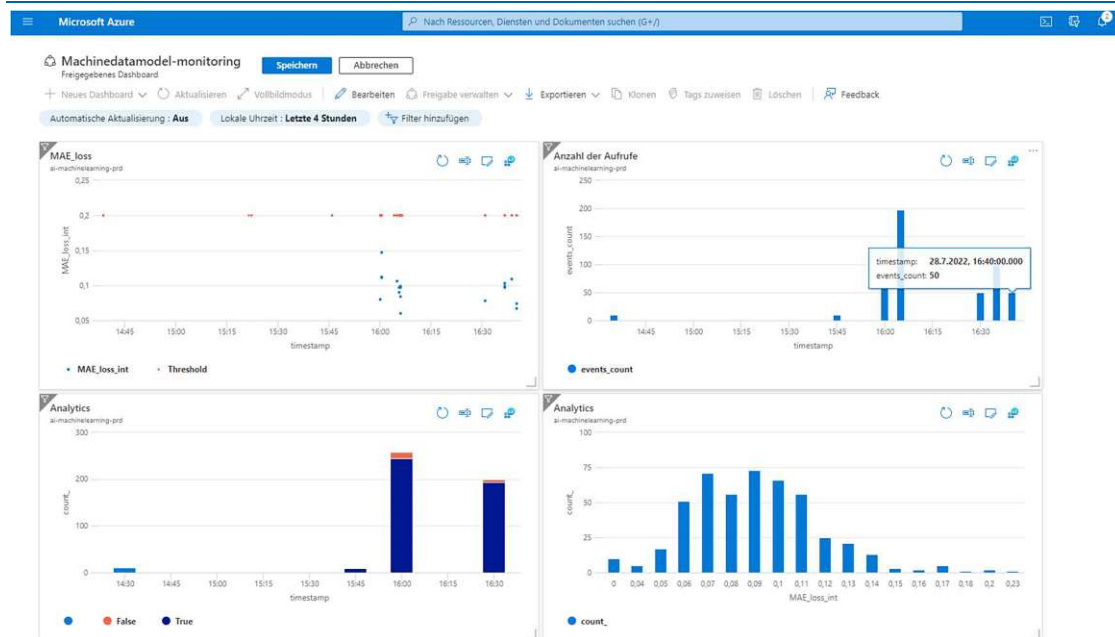 Microsoft Azure
Nach Ressourcen, Diensten und Dokumenten suchen (G+/)
2
Machinedatamodel-monitoring
Freigegebenes Dashboard
Speichern
Abbrechen
Neues Dashboard
Aktualisieren
Vollbildmodus
Bearbeiten
Freigabe verwalten
Exportieren
Klonen
Tags zuweisen
Löschen
Feedback
Automatische Aktualisierung : Aus
Lokale Uhrzeit : Letzte 4 Stunden
Filter hinzufügen
MAE_loss
ai-machinelearning-prd
0,25
0,2
0,15
0,1
0,05
MAE_loss_int
14:45 15:00 15:15 15:30 15:45 16:00 16:15 16:30
timestamp
MAE_loss_int Threshold
Anzahl der Aufrufe
ai-machinelearning-prd
250
200
150
100
50
0
events_count
timestamp: 28.7.2022, 16:40:00.000
events_count: 50
14:45 15:00 15:15 15:30 15:45 16:00 16:15 16:30
timestamp
events_count
Analytics
ai-machinelearning-prd
300
200
100
0
count_
14:30 14:45 15:00 15:15 15:30 15:45 16:00 16:15 16:30
timestamp
False True
Analytics
ai-machinelearning-prd
100
75
50
25
0
count_
0 0,04 0,05 0,06 0,07 0,08 0,09 0,1 0,11 0,12 0,13 0,14 0,15 0,16 0,17 0,18 0,2 0,23
MAE_loss_int
count_